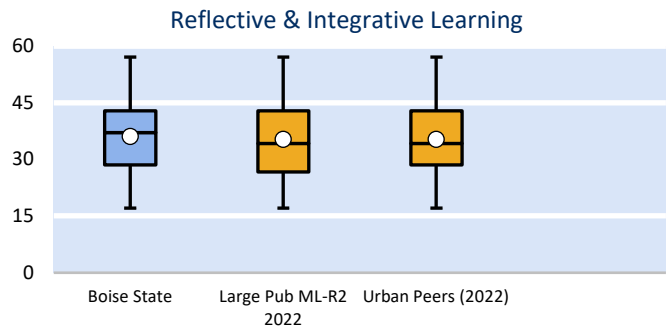 Reflective & Integrative Learning
60
45
30
15
0
Boise State
Large Pub ML-R2
2022
Urban Peers (2022)